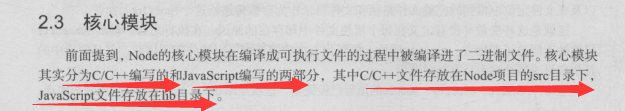 2.3 核心模块
前面提到，Node的核心模块在编译成可执行文件的过程中被编进了二进制文件。核心模块
其实分为C/C++编写的和JavaScript编写的两部分，其中C/C++文件存放在Node项目的src目录下，
JavaScript文件存放在lib目录下。